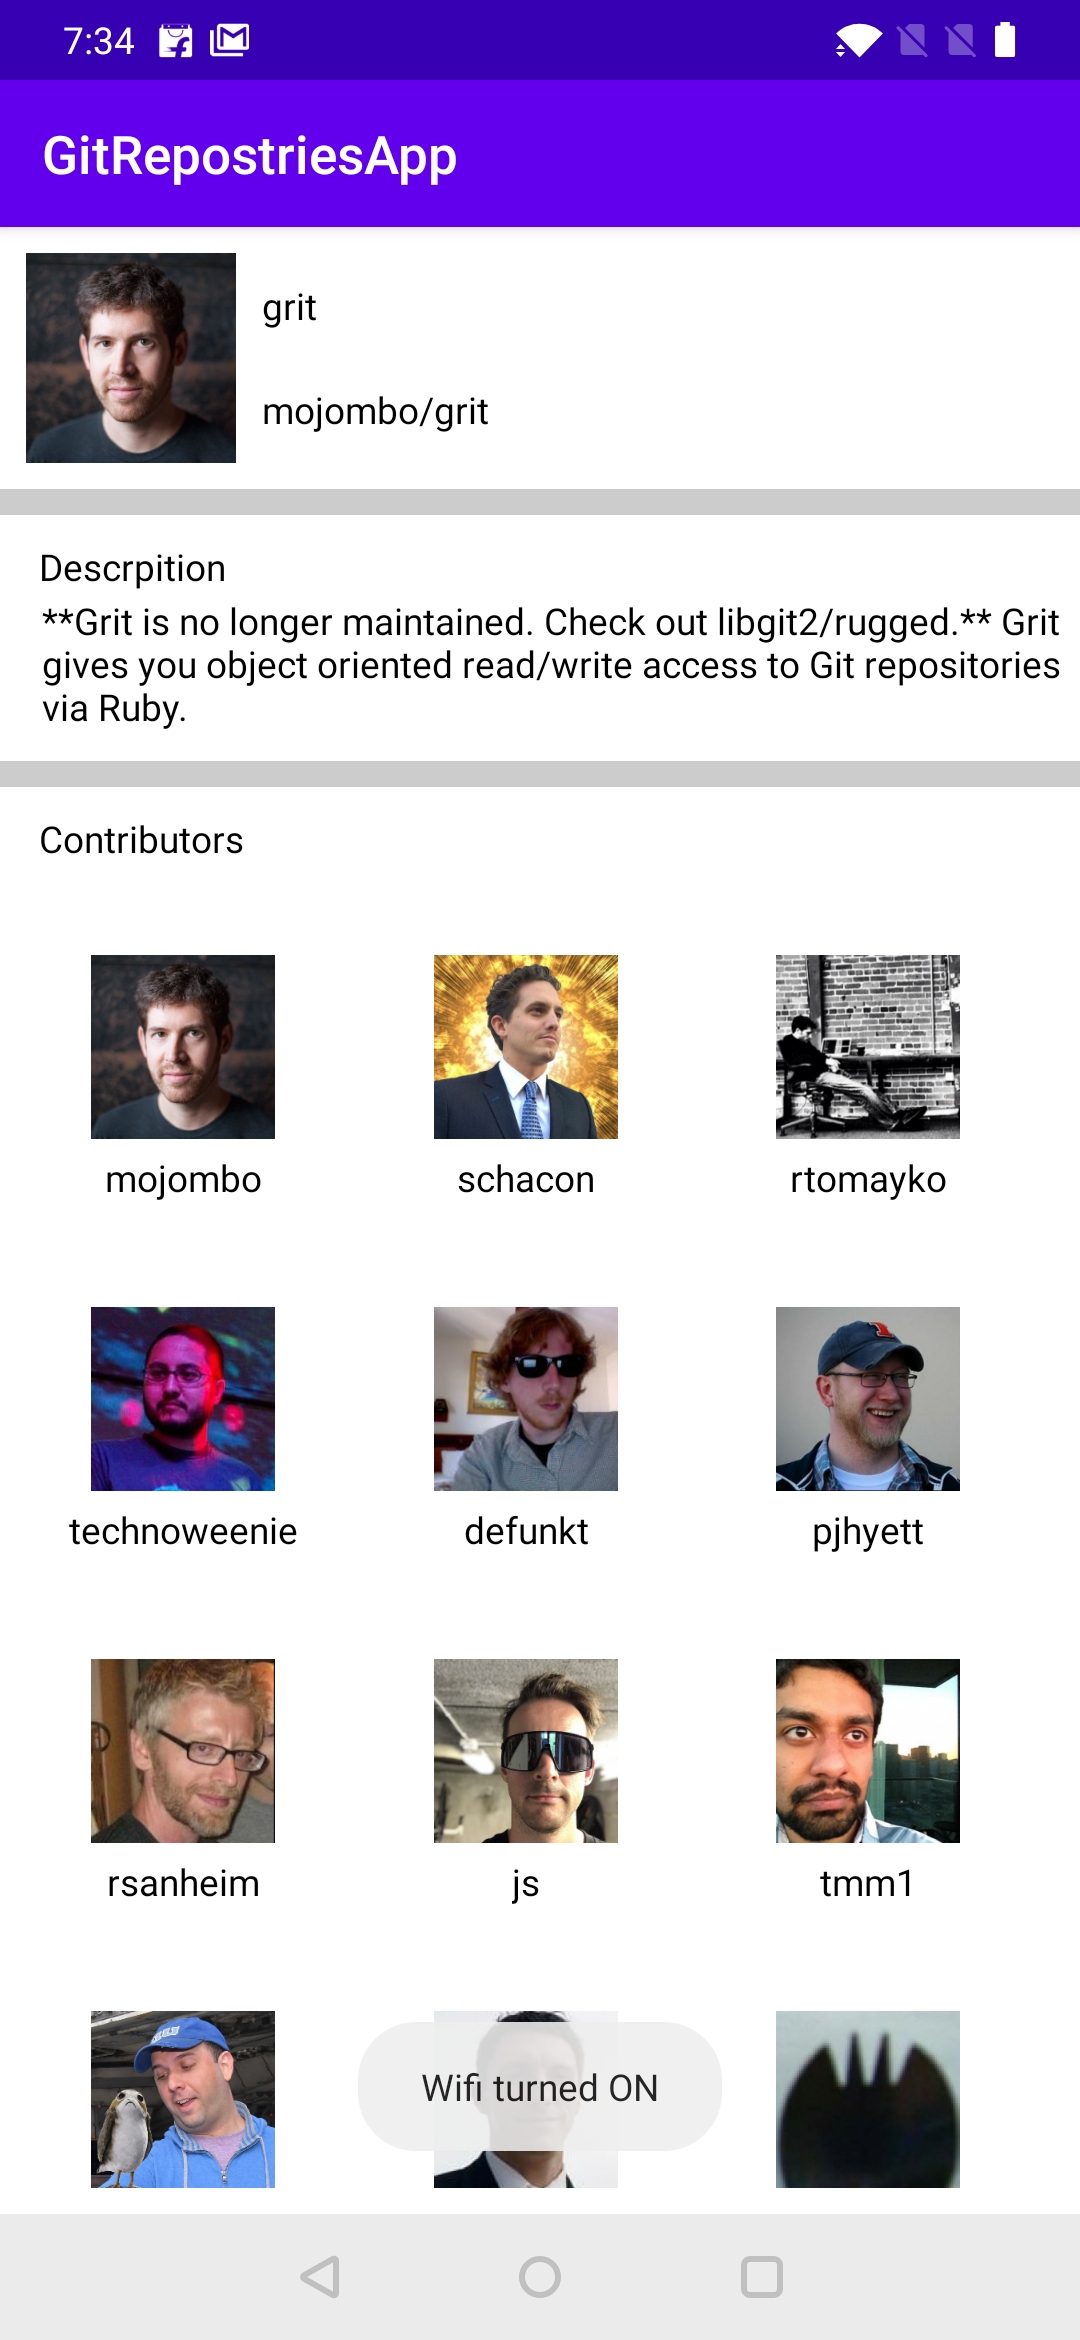 7:34
GitRepostriesApp
grit
mojombo/grit
Descrpition
**Grit is no longer maintained. Check out libgit2/rugged.** Grit
gives you object oriented read/write access to Git repositories
via Ruby.
Contributors
mojombo
schacon
rtomayko
technoweenie
defunkt
pjhyett
rsanheim
js
tmm1
Wifi turned ON